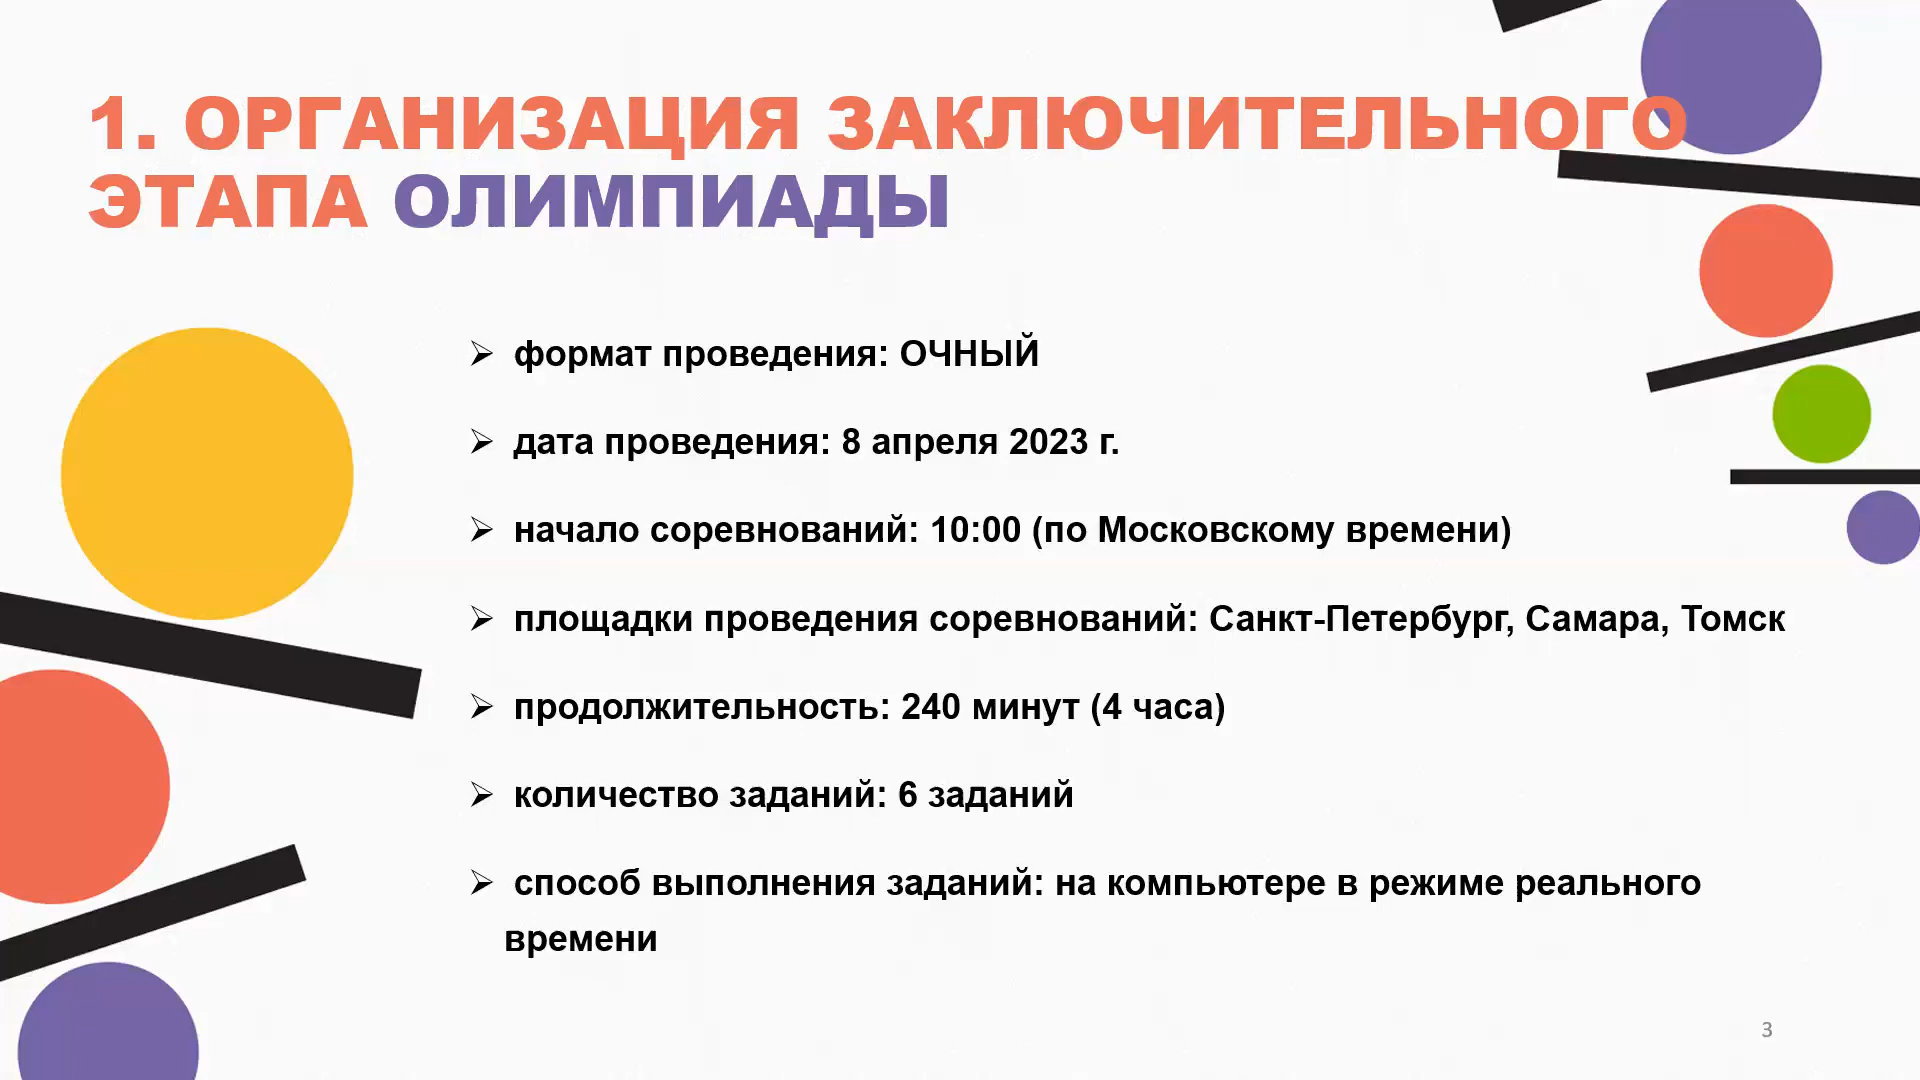 1. ОРГАНИЗАЦИЯ ЗАКЛЮЧИТЕЛЬНОГО
ЭТАПА ОЛИМПИАДЫ
➢ формат проведения: ОЧНЫЙ
➢ дата проведения: 8 апреля 2023 г.
➢ начало соревнований: 10:00 (по Московскому времени)
➢ площадки проведения соревнований: Санкт-Петербург, Самара, Томск
➢ продолжительность: 240 минут (4 часа)
➢ количество заданий: 6 заданий
➢ способ выполнения заданий: на компьютере в режиме реального
времени
3